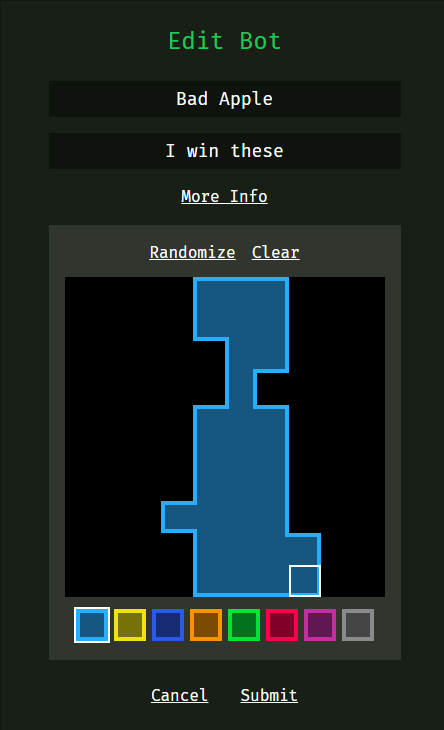 Edit Bot
Bad Apple
I win these
More Info
Randomize Clear
Cancel Submit